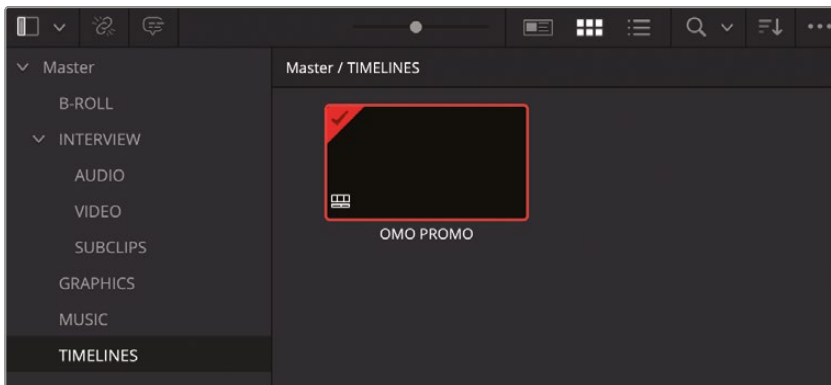 Master
B-ROLL
INTERVIEW
AUDIO
VIDEO
SUBCLIPS
GRAPHICS
MUSIC
TIMELINES
Master / TIMELINES
OMO PROMO